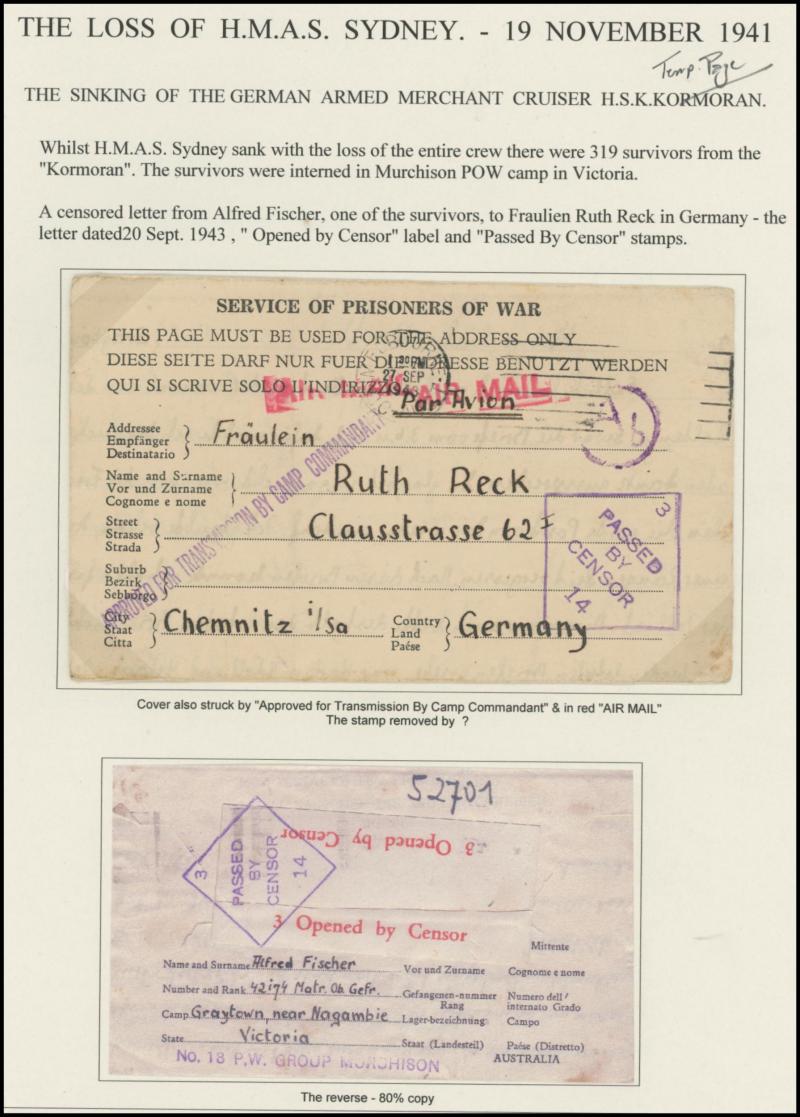 THE LOSS OF H.M.A.S. SYDNEY. - 19 NOVEMBER 1941
Temp. Page
THE SINKING OF THE GERMAN ARMED MERCHANT CRUISER H.S.K.KORMORAN.
Whilst H.M.A.S. Sydney sank with the loss of the entire crew there were 319 survivors from the
"Kormoran". The survivors were interned in Murchison POW camp in Victoria.
A censored letter from Alfred Fischer, one of the survivors, to Fraulien Ruth Reck in Germany - the
letter dated20 Sept. 1943 , " Opened by Censor" label and "Passed By Censor" stamps.
SERVICE OF PRISONERS OF WAR
THIS PAGE MUST BE USED FOR THE ADDRESS ONLY
DIESE SEITE DARF NUR FUER DIE ADRESSE BENUTZT WERDEN
QUI SI SCRIVE SOLO L'INDIRIZZO
130PM
27 SEP
AIR MAIL
Par Avion
Addressee
Empfänger
Destinatario
Fräulein
Name and Surname
Vor und Zurname
Cognome e nome
Ruth Reck
Street
Strasse
Strada
Clausstrasse 62 I
Suburb
Bezirk
Sebborgo
City
Staat
Citta
Chemnitz i/Sa
Country
Land
Paése
Germany
APPROVED FOR TRANSMISSION BY CAMP COMMANDANT
3
PASSED
BY
CENSOR
14
Cover also struck by "Approved for Transmission By Camp Commandant" & in red "AIR MAIL"
The stamp removed by ?
52701
3 Opened by Censor
3
PASSED
BY
CENSOR
14
3 Opened by Censor
Mittente
Name and Surname Alfred Fischer Vor und Zurname Cognome e nome
Number and Rank 42174 Matr. Ob. Gefr. Gefangenen-nummer Rang Numero dell' internato Grado
Camp Graytown, near Nagambie Lager-bezeichnung Campo
State Victoria Staat (Landesteil) Paése (Distretto)
AUSTRALIA
No. 13 P.W. GROUP MURCHISON
The reverse - 80% copy